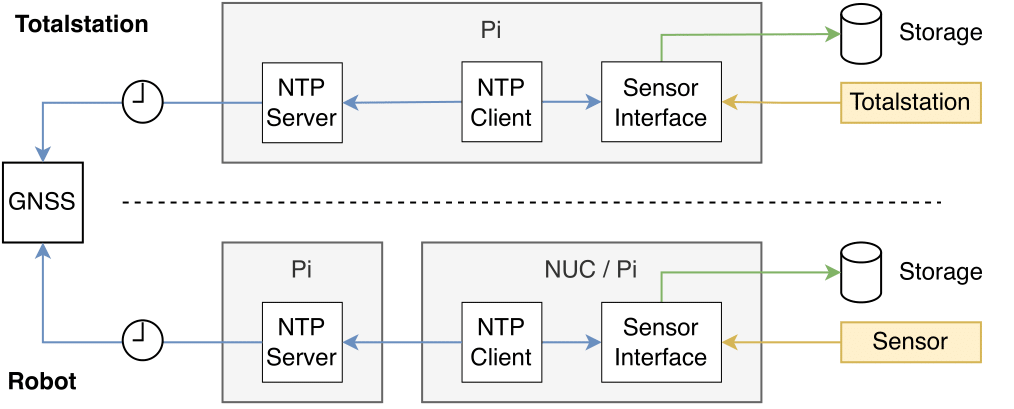 Totalstation
Pi
Storage
NTP
Server
NTP
Client
Sensor
Interface
Totalstation
GNSS
Pi
NUC / Pi
Storage
NTP
Server
NTP
Client
Sensor
Interface
Sensor
Robot